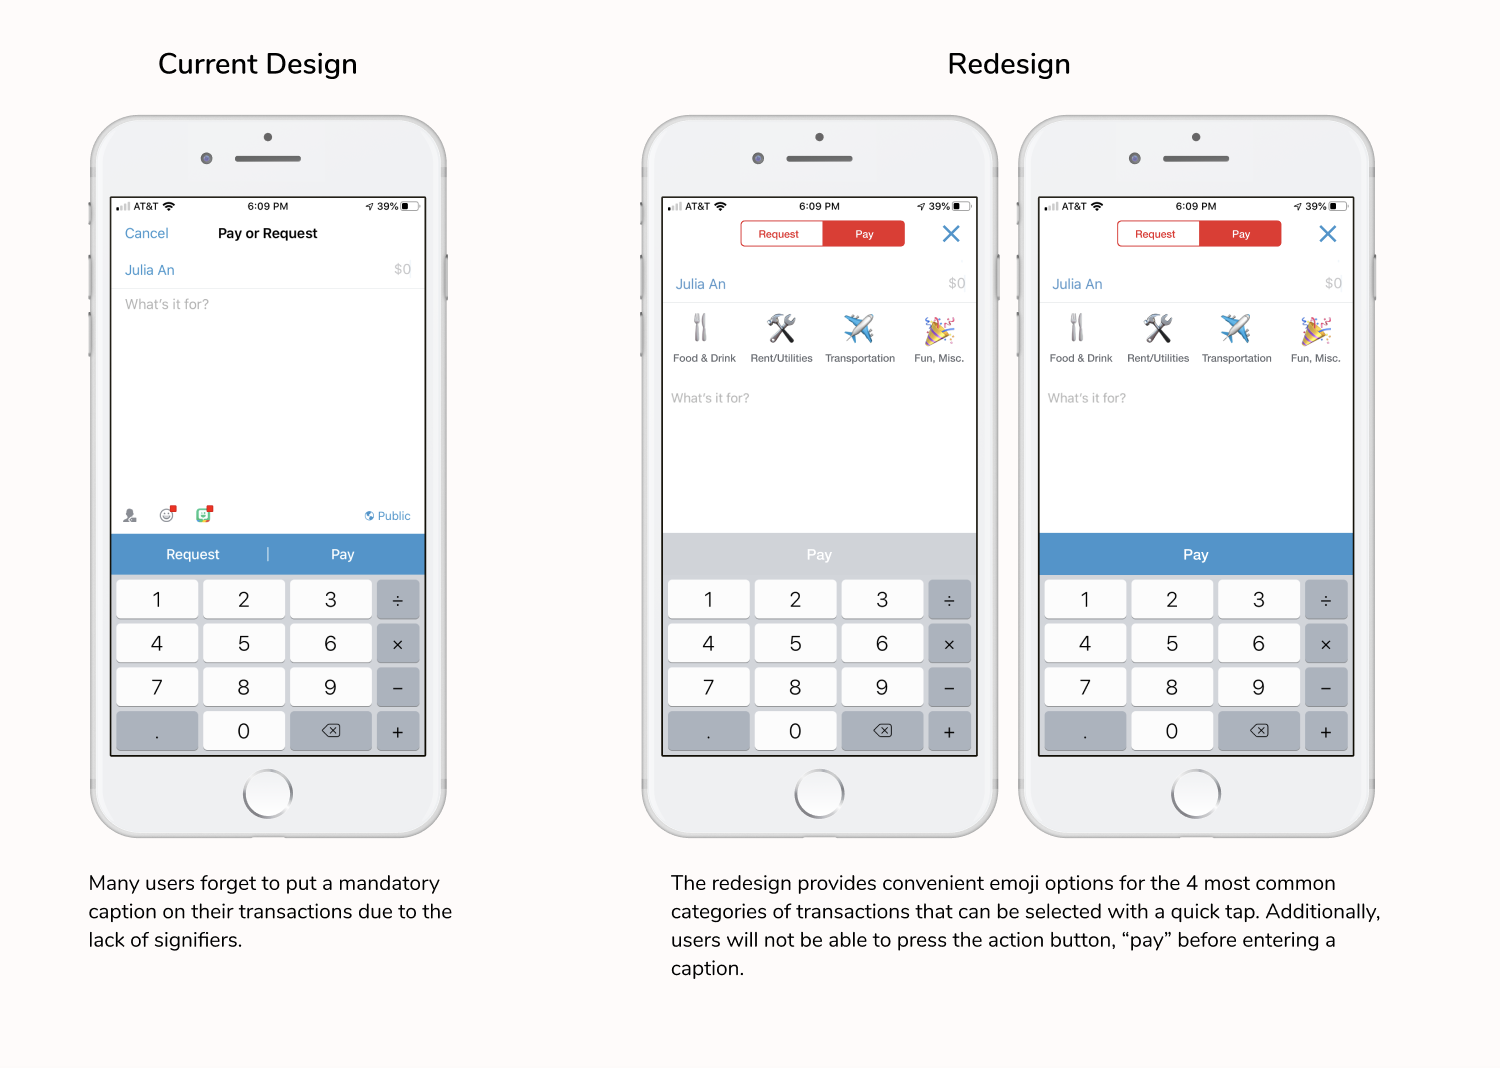 Current Design
Redesign
AT&T 6:09 PM 39%
Cancel Pay or Request
Julia An $0
What's it for?
Public
Request | Pay
1 2 3 ÷
4 5 6 ×
7 8 9 −
. 0 +
AT&T 6:09 PM 39%
Request Pay
Julia An $0
Food & Drink Rent/Utilities Transportation Fun, Misc.
What's it for?
Pay
1 2 3 ÷
4 5 6 ×
7 8 9 −
. 0 +
AT&T 6:09 PM 39%
Request Pay
Julia An $0
Food & Drink Rent/Utilities Transportation Fun, Misc.
What's it for?
Pay
1 2 3 ÷
4 5 6 ×
7 8 9 −
. 0 +
Many users forget to put a mandatory
caption on their transactions due to the
lack of signifiers.
The redesign provides convenient emoji options for the 4 most common
categories of transactions that can be selected with a quick tap. Additionally,
users will not be able to press the action button, “pay” before entering a
caption.